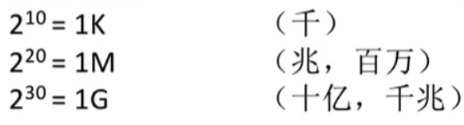 2¹⁰ = 1K （千）
2²⁰ = 1M （兆，百万）
2³⁰ = 1G （十亿，千兆）